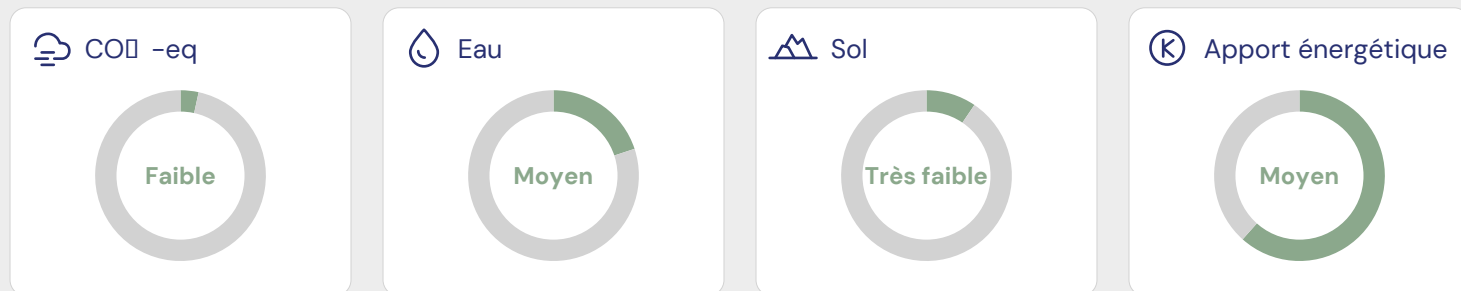 CO▯ -eq
Faible
Eau
Moyen
Sol
Très faible
Apport énergétique
Moyen